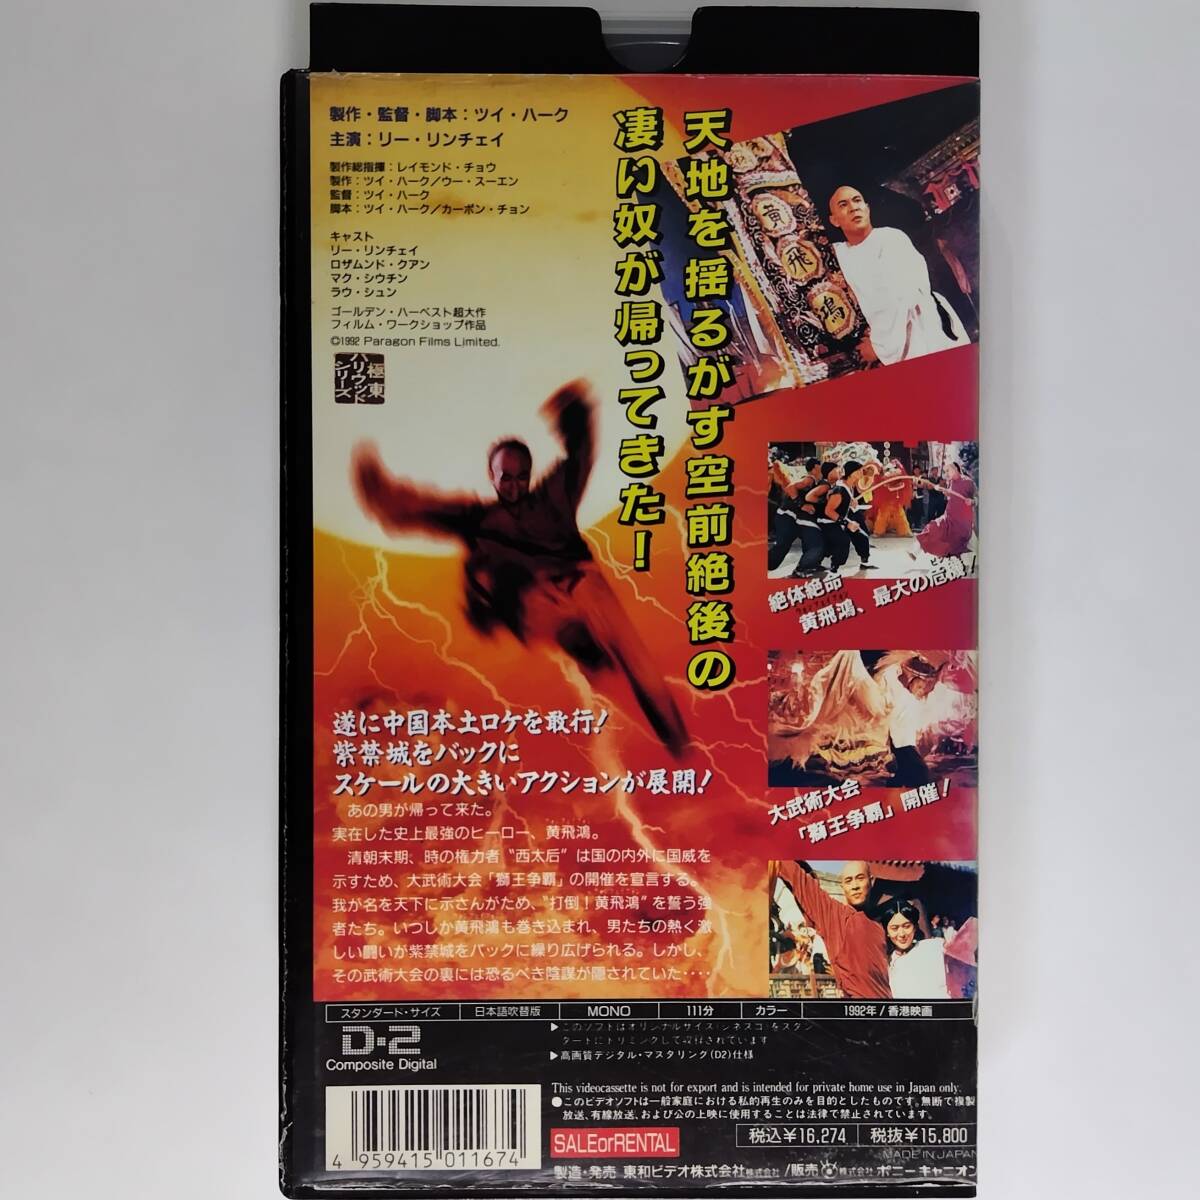 製作・監督・脚本：ツイ・ハーク
主演：リー・リンチェイ
製作総指揮：レイモンド・チョウ
製作：ツイ・ハーク／ウー・スーエン
監督：ツイ・ハーク
脚本：ツイ・ハーク／カーボン・チョン
キャスト
リー・リンチェイ
ロザムンド・クアン
マク・シウチン
ラウ・シュン
ゴールデン・ハーベスト超大作
フィルム・ワークショップ作品
©1992 Paragon Films Limited.
極東
ハリウッド
シリーズ
天地を揺るがす空前絶後の
凄い奴が帰ってきた！
黄飛鴻
絶体絶命
黄飛鴻、最大の危機！
大武術大会
「獅王争覇」開催！
遂に中国本土ロケを敢行！
紫禁城をバックに
スケールの大きいアクションが展開！
あの男が帰って来た。
実在した史上最強のヒーロー、黄飛鴻。
清朝末期、時の権力者“西太后”は国の内外に国威を
示すため、大武術大会「獅王争覇」の開催を宣言する。
我が名を天下に示さんがため、“打倒！黄飛鴻”を誓う強
者たち。いつしか黄飛鴻も巻き込まれ、男たちの熱く激
しい闘いが紫禁城をバックに繰り広げられる。しかし、
その武術大会の裏には恐るべき陰謀が隠されていた‥‥
スタンダード・サイズ 日本語吹替版 MONO 111分 カラー 1992年/香港映画
D-2
Composite Digital
▶このソフトはオリジナルサイズ(シネスコ)をスタン
ダードにトリミングして収録されています
▶高画質デジタル・マスタリング(D2)仕様
This videocassette is not for export and is intended for private home use in Japan only.
●このビデオソフトは一般家庭における私的再生のみを目的としたものです。無断で複製
放送、有線放送、および公の上映に使用することは法律で禁止されています。
SALEorRENTAL
税込¥16,274 税抜¥15,800
MADE IN JAPAN
4 959415 011674
製造・発売 東和ビデオ株式会社 /販売 株式会社 ポニーキャニオン